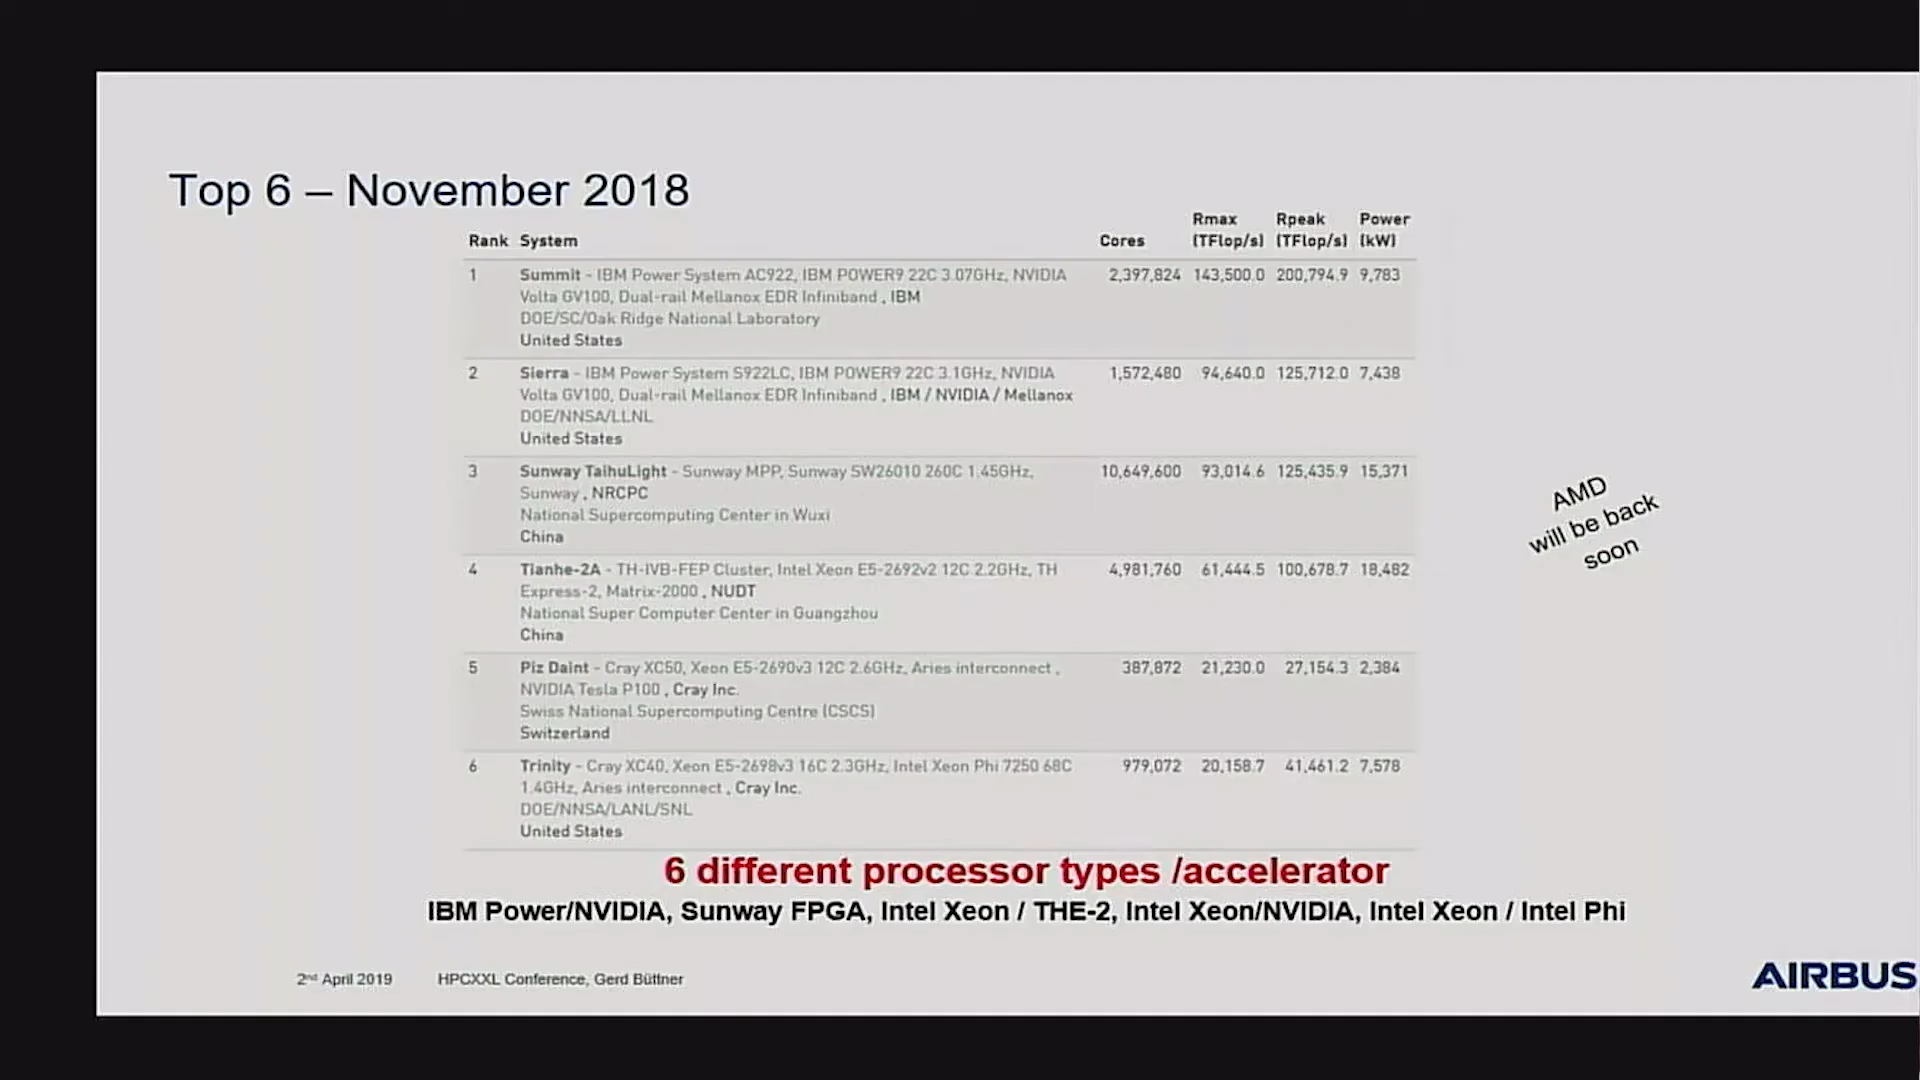 Top 6 – November 2018
Rank System Cores Rmax (TFlop/s) Rpeak (TFlop/s) Power (kW)
1 Summit - IBM Power System AC922, IBM POWER9 22C 3.07GHz, NVIDIA 2,397,824 143,500.0 200,794.9 9,783
Volta GV100, Dual-rail Mellanox EDR Infiniband , IBM
DOE/SC/Oak Ridge National Laboratory
United States
2 Sierra - IBM Power System S922LC, IBM POWER9 22C 3.1GHz, NVIDIA 1,572,480 94,640.0 125,712.0 7,438
Volta GV100, Dual-rail Mellanox EDR Infiniband , IBM / NVIDIA / Mellanox
DOE/NNSA/LLNL
United States
3 Sunway TaihuLight - Sunway MPP, Sunway SW26010 260C 1.45GHz, 10,649,600 93,014.6 125,435.9 15,371
Sunway , NRCPC
National Supercomputing Center in Wuxi
China
4 Tianhe-2A - TH-IVB-FEP Cluster, Intel Xeon E5-2692v2 12C 2.2GHz, TH 4,981,760 61,444.5 100,678.7 18,482
Express-2, Matrix-2000 , NUDT
National Super Computer Center in Guangzhou
China
5 Piz Daint - Cray XC50, Xeon E5-2690v3 12C 2.6GHz, Aries interconnect , 387,872 21,230.0 27,154.3 2,384
NVIDIA Tesla P100 , Cray Inc.
Swiss National Supercomputing Centre (CSCS)
Switzerland
6 Trinity - Cray XC40, Xeon E5-2698v3 16C 2.3GHz, Intel Xeon Phi 7250 68C 979,072 20,158.7 41,461.2 7,578
1.4GHz, Aries interconnect , Cray Inc.
DOE/NNSA/LANL/SNL
United States
AMD
will be back
soon
6 different processor types /accelerator
IBM Power/NVIDIA, Sunway FPGA, Intel Xeon / THE-2, Intel Xeon/NVIDIA, Intel Xeon / Intel Phi
2nd April 2019 HPCXXL Conference, Gerd Büttner
AIRBUS